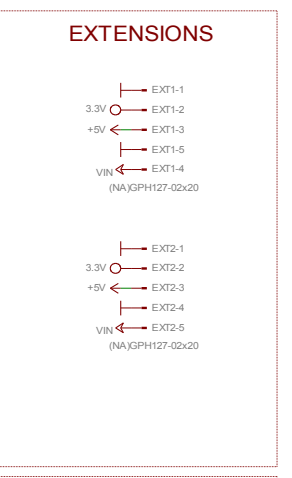 EXTENSIONS
EXT1-1
3.3V EXT1-2
+5V EXT1-3
EXT1-5
VIN EXT1-4
(NA)GPH127-02x20
EXT2-1
3.3V EXT2-2
+5V EXT2-3
EXT2-4
VIN EXT2-5
(NA)GPH127-02x20